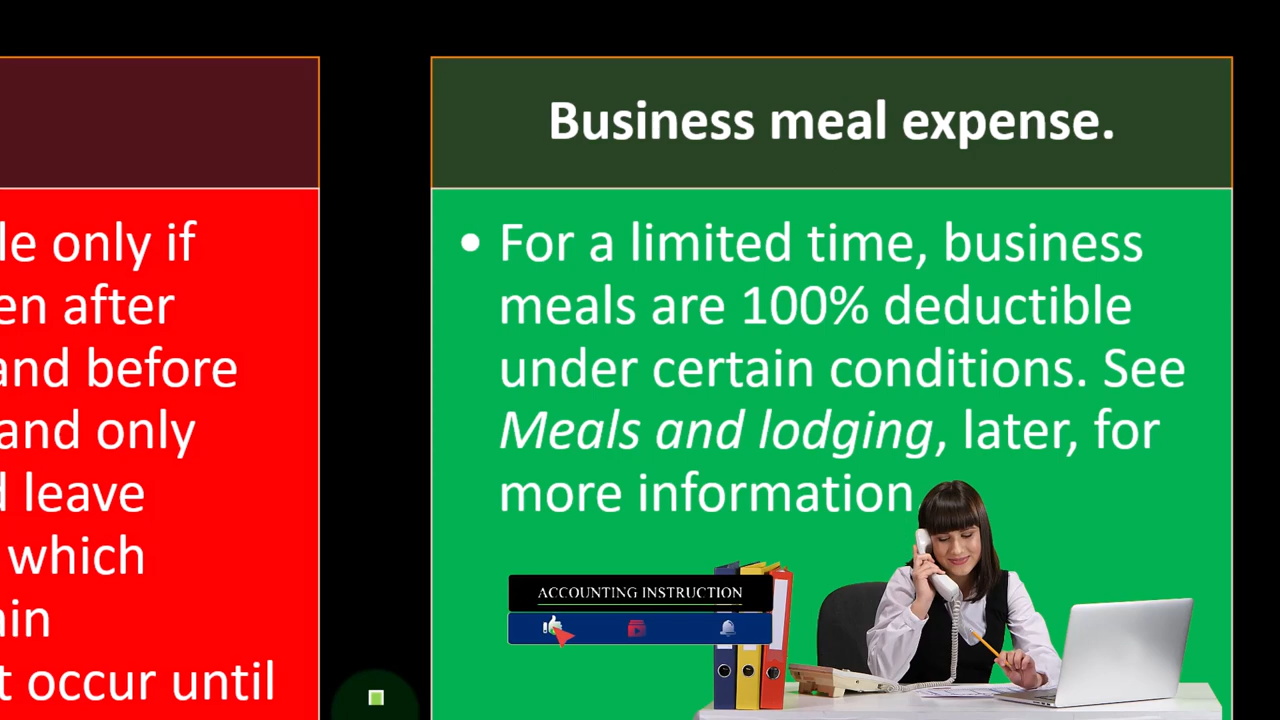 le only if
en after
and before
and only
d leave
which
ain
t occur until
Business meal expense.
• For a limited time, business
meals are 100% deductible
under certain conditions. See
Meals and lodging, later, for
more information
ACCOUNTING INSTRUCTION